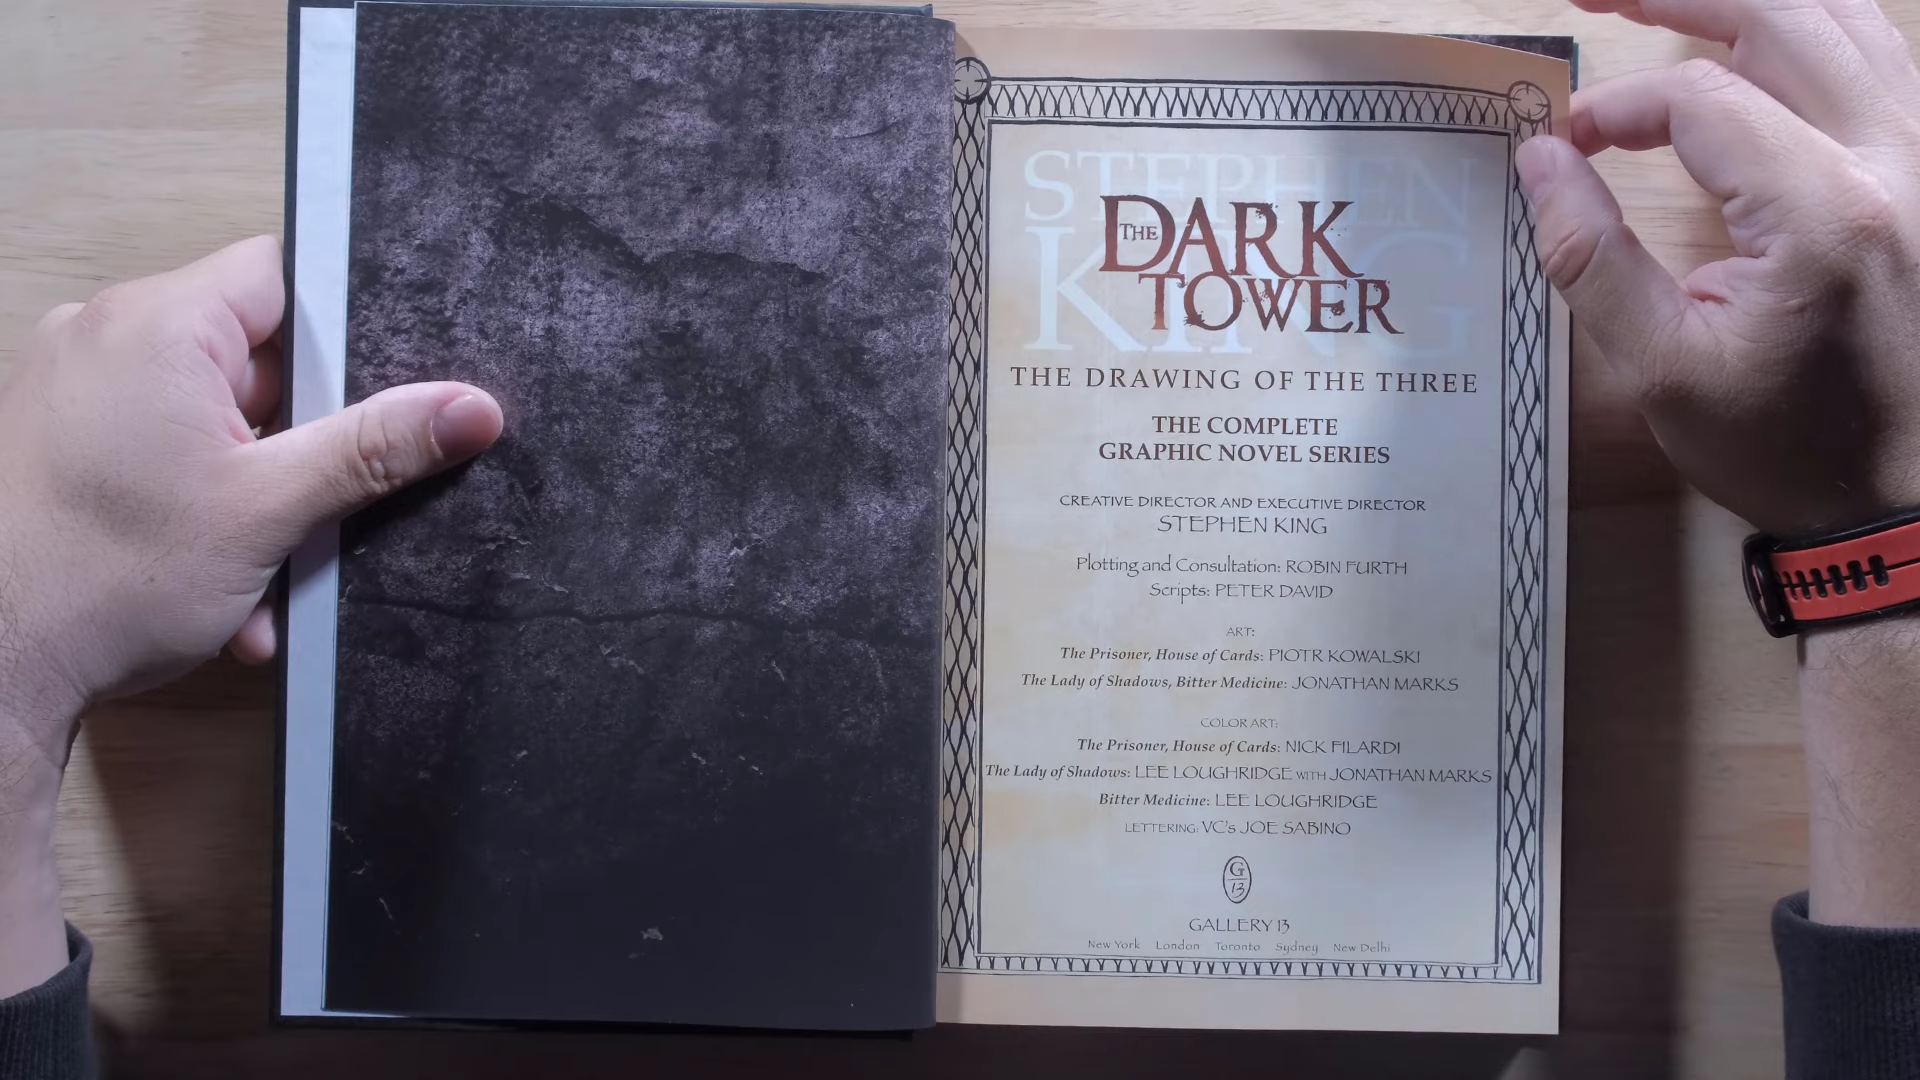 STEPHEN
KING
THE DARK
TOWER
THE DRAWING OF THE THREE
THE COMPLETE
GRAPHIC NOVEL SERIES
CREATIVE DIRECTOR AND EXECUTIVE DIRECTOR
STEPHEN KING
Plotting and Consultation: ROBIN FURTH
Scripts: PETER DAVID
ART:
The Prisoner, House of Cards: PIOTR KOWALSKI
The Lady of Shadows, Bitter Medicine: JONATHAN MARKS
COLOR ART:
The Prisoner, House of Cards: NICK FILARDI
The Lady of Shadows: LEE LOUGHRIDGE WITH JONATHAN MARKS
Bitter Medicine: LEE LOUGHRIDGE
LETTERING: VC's JOE SABINO
G
13
GALLERY 13
New York London Toronto Sydney New Delhi